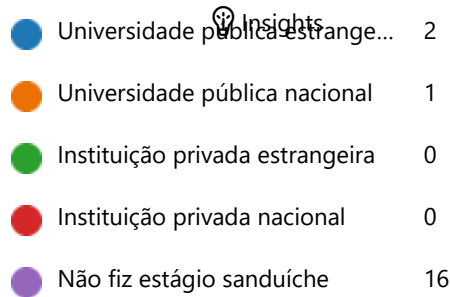 Insights
Universidade pública estrange... 2
Universidade pública nacional 1
Instituição privada estrangeira 0
Instituição privada nacional 0
Não fiz estágio sanduíche 16